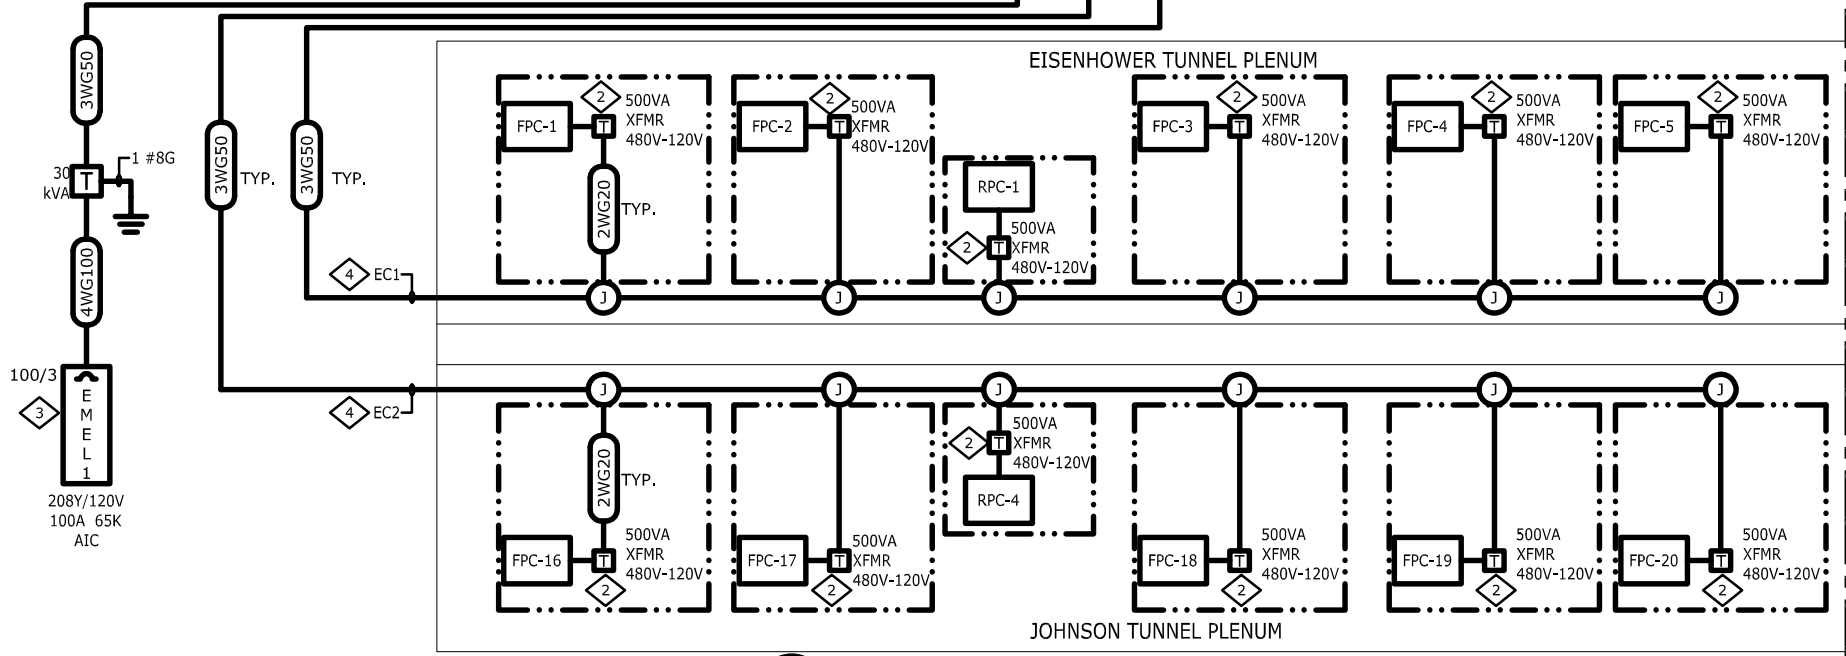 3WG50
30
kVA
T
1 #8G
4WG100
100/3
3
E
M
E
L
1
208Y/120V
100A 65K
AIC
3WG50
TYP.
3WG50
TYP.
4
EC1
4
EC2
EISENHOWER TUNNEL PLENUM
FPC-1
T
2
500VA
XFMR
480V-120V
2WG20
TYP.
J
FPC-2
T
2
500VA
XFMR
480V-120V
J
RPC-1
2
T
500VA
XFMR
480V-120V
J
FPC-3
T
2
500VA
XFMR
480V-120V
J
FPC-4
T
2
500VA
XFMR
480V-120V
J
FPC-5
T
2
500VA
XFMR
480V-120V
J
J
2WG20
TYP.
FPC-16
T
2
500VA
XFMR
480V-120V
J
FPC-17
T
2
500VA
XFMR
480V-120V
J
2
T
500VA
XFMR
480V-120V
RPC-4
J
FPC-18
T
2
500VA
XFMR
480V-120V
J
FPC-19
T
2
500VA
XFMR
480V-120V
J
FPC-20
T
2
500VA
XFMR
480V-120V
JOHNSON TUNNEL PLENUM